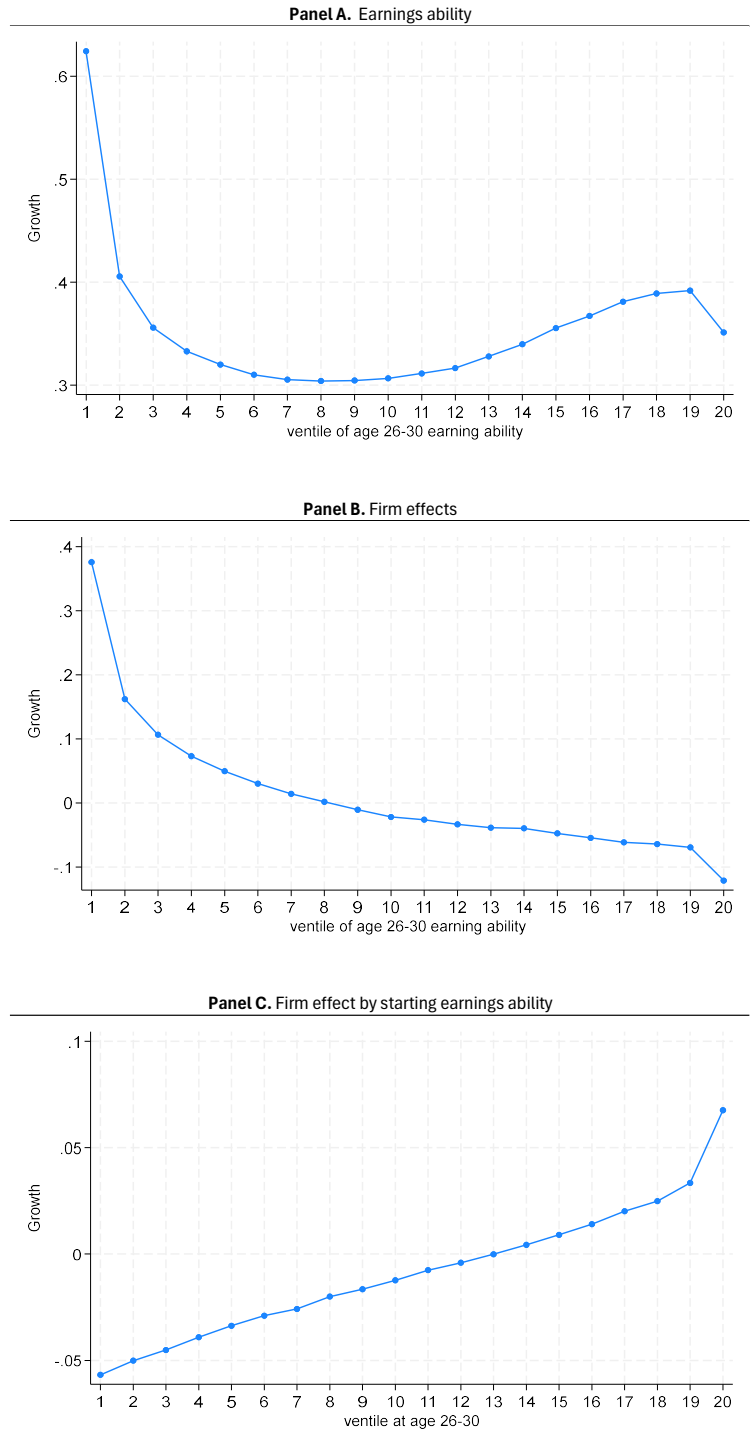 Panel A. Earnings ability
.6
.5
.4
.3
Growth
1 2 3 4 5 6 7 8 9 10 11 12 13 14 15 16 17 18 19 20
ventile of age 26-30 earning ability
Panel B. Firm effects
.4
.3
.2
.1
0
-.1
Growth
1 2 3 4 5 6 7 8 9 10 11 12 13 14 15 16 17 18 19 20
ventile of age 26-30 earning ability
Panel C. Firm effect by starting earnings ability
.1
.05
0
-.05
Growth
1 2 3 4 5 6 7 8 9 10 11 12 13 14 15 16 17 18 19 20
ventile at age 26-30